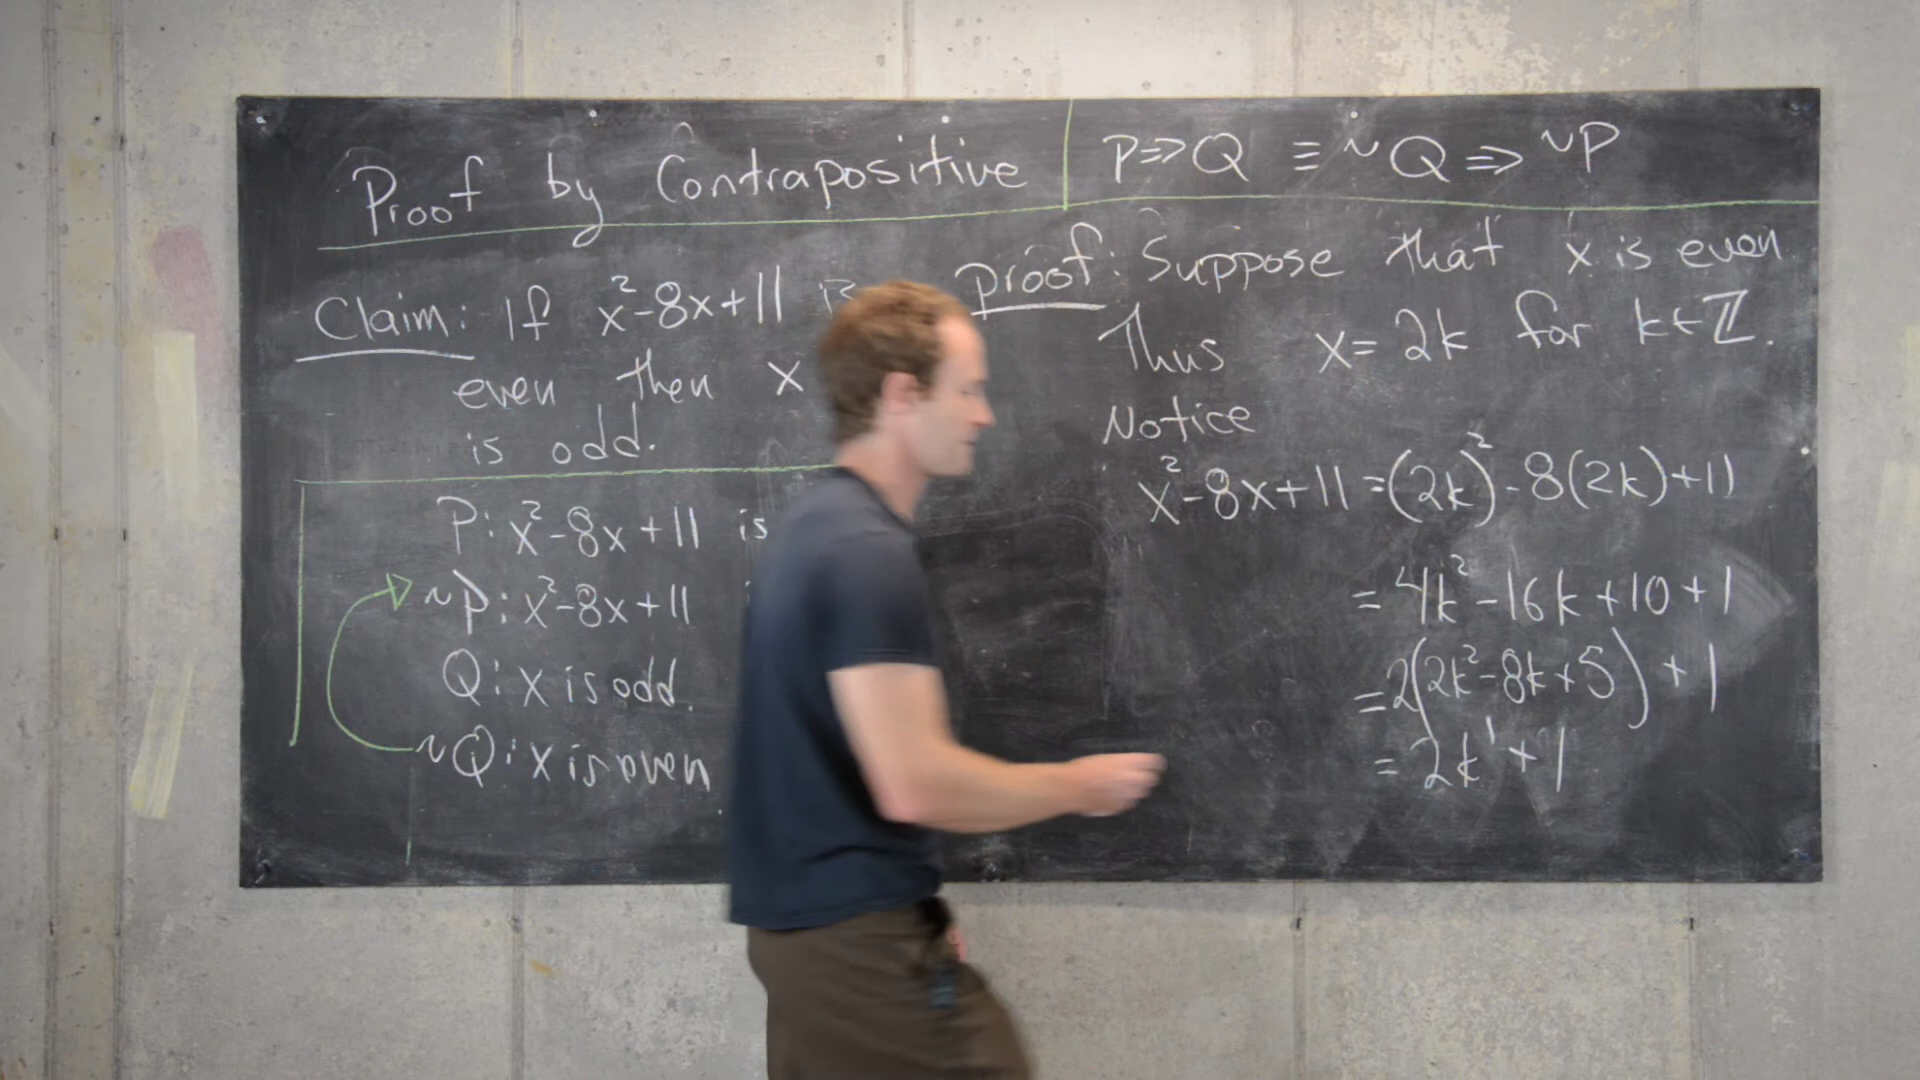 Proof by Contrapositive
P⇒Q ≡ ~Q ⇒ ~P
Claim: If x²-8x+11 is
even then x
is odd.
P: x²-8x+11 is
~P: x²-8x+11
Q: x is odd.
~Q: x is even
proof: Suppose that x is even.
Thus x = 2k for k∈ℤ.
Notice
x²-8x+11 = (2k)²-8(2k)+11
= 4k²-16k+10+1
= 2(2k²-8k+5)+1
= 2k'+1